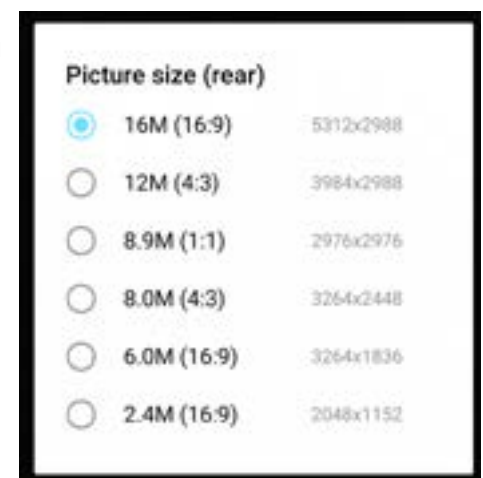 Picture size (rear)
16M (16:9) 5312x2988
12M (4:3) 3984x2988
8.9M (1:1) 2976x2976
8.0M (4:3) 3264x2448
6.0M (16:9) 3264x1836
2.4M (16:9) 2048x1152